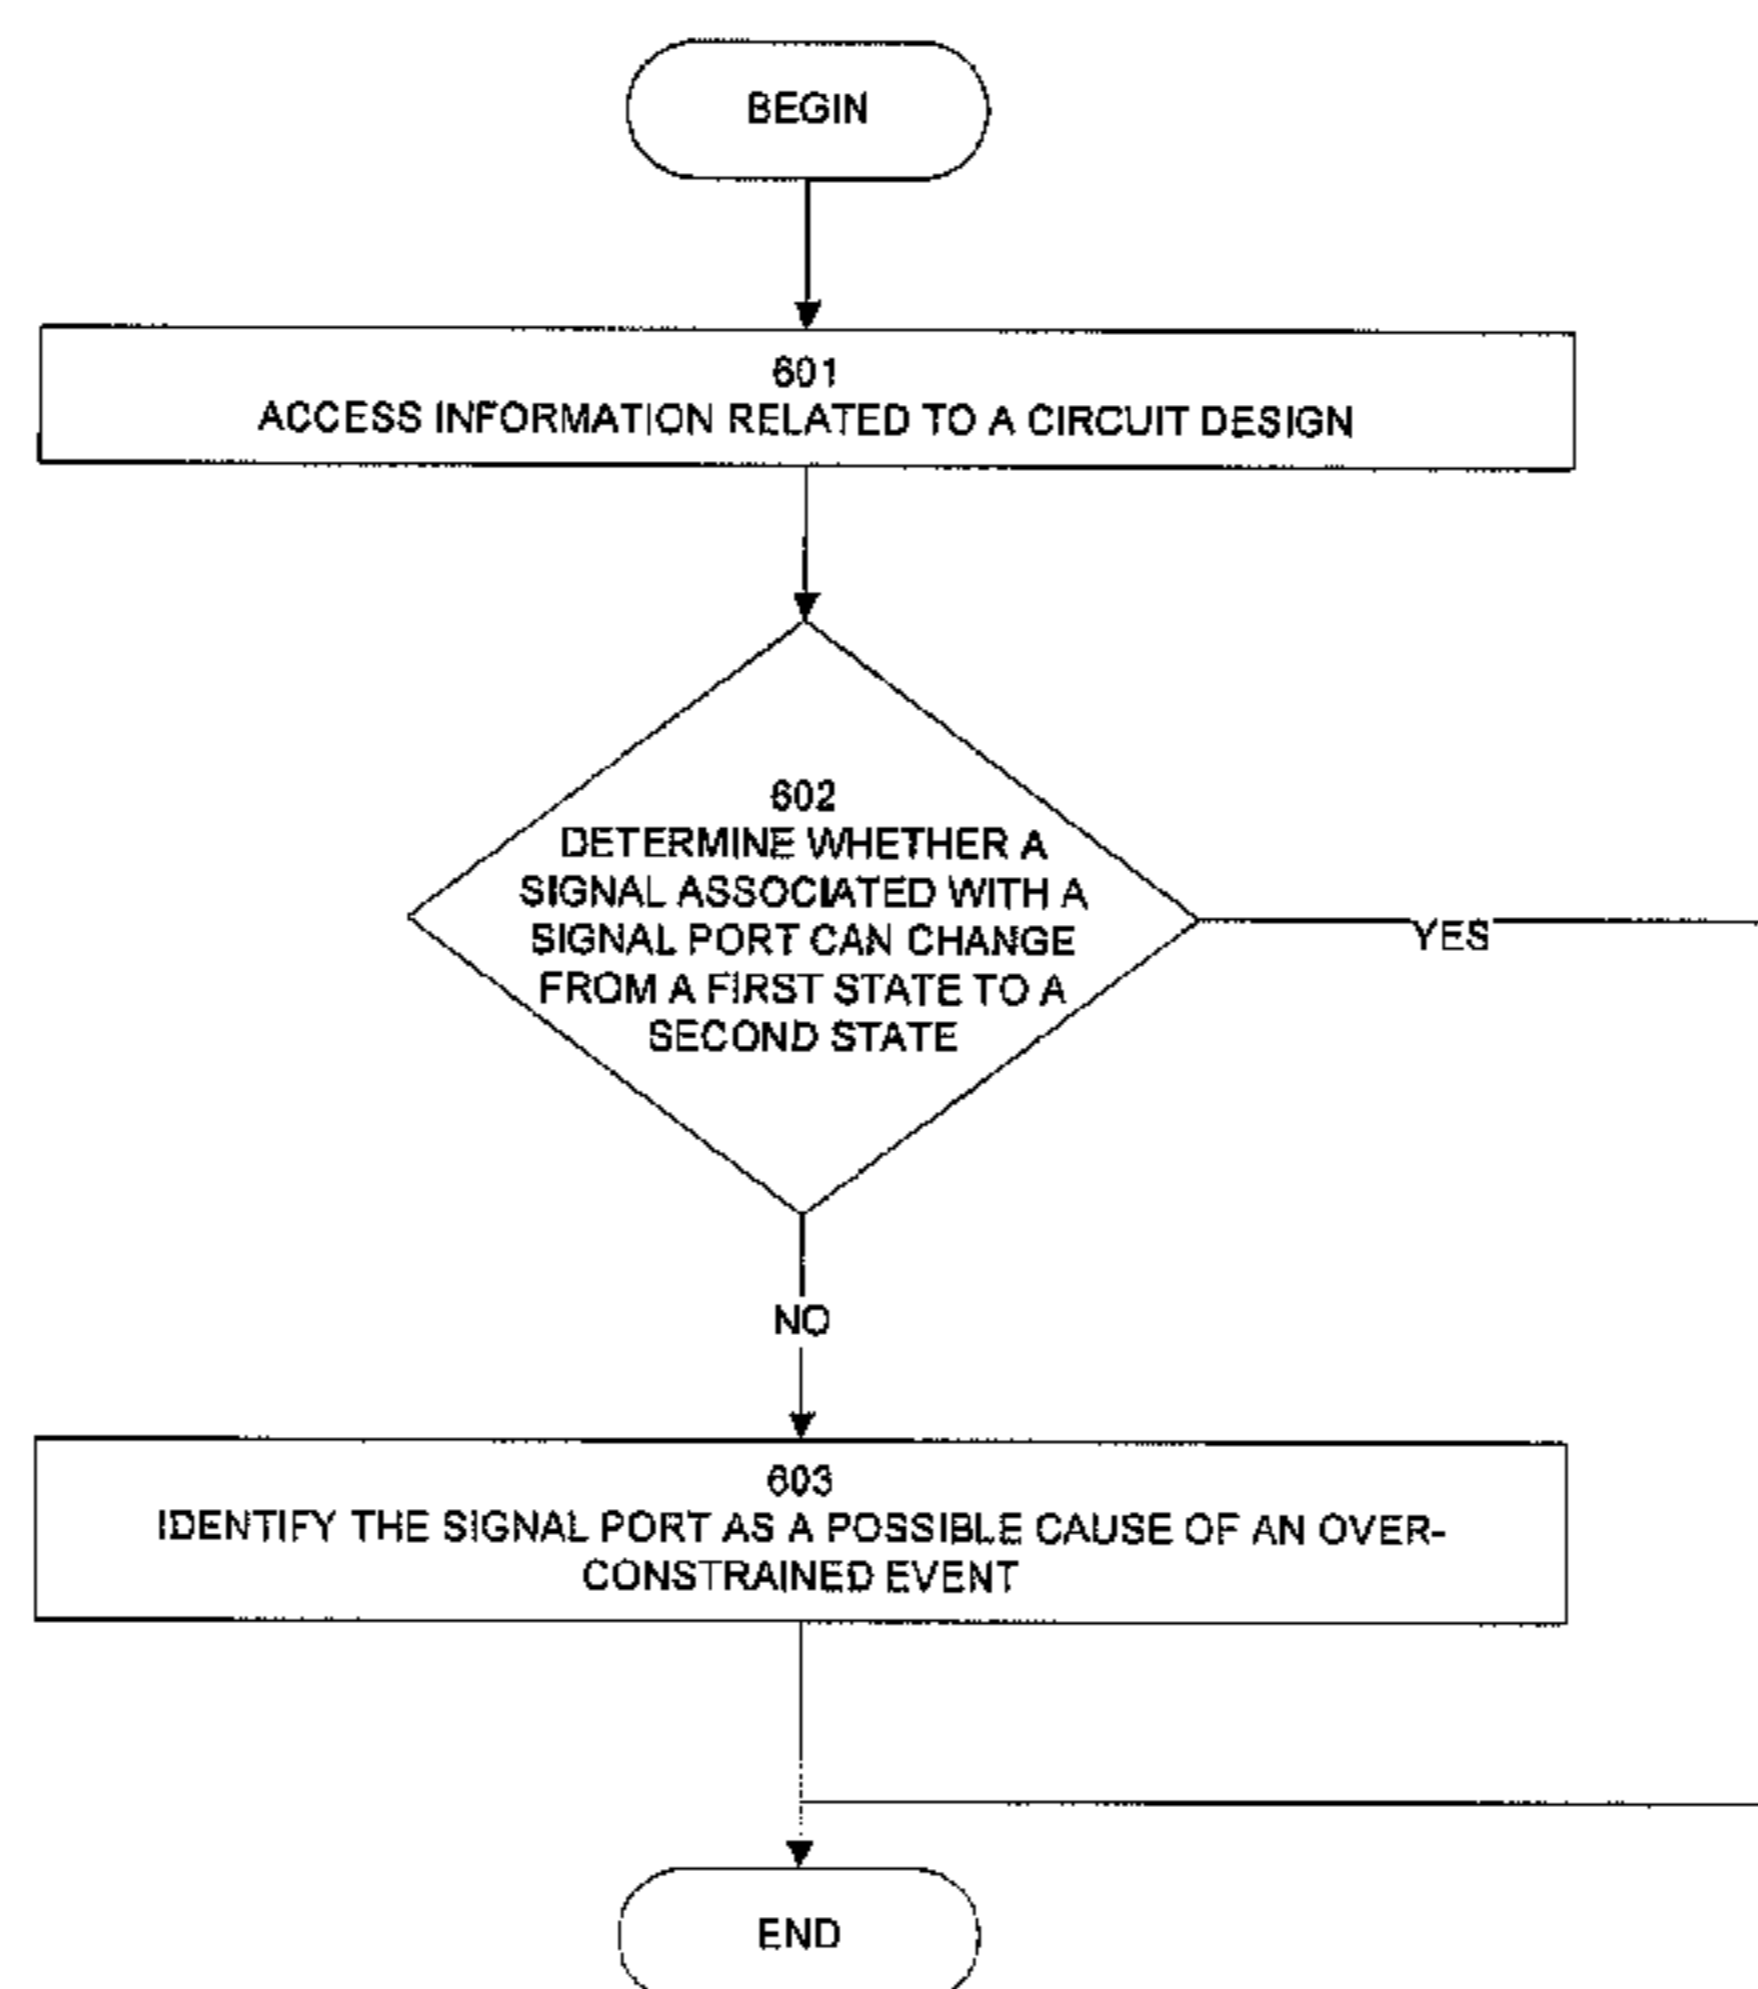 BEGIN
601
ACCESS INFORMATION RELATED TO A CIRCUIT DESIGN
602
DETERMINE WHETHER A
SIGNAL ASSOCIATED WITH A
SIGNAL PORT CAN CHANGE
FROM A FIRST STATE TO A
SECOND STATE
YES
NO
603
IDENTIFY THE SIGNAL PORT AS A POSSIBLE CAUSE OF AN OVER-
CONSTRAINED EVENT
END